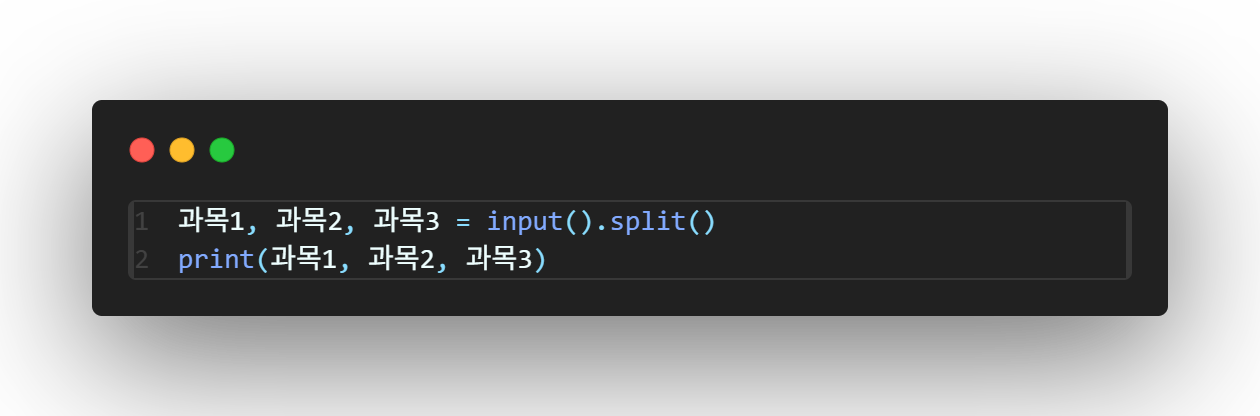 1 과목1, 과목2, 과목3 = input().split()
2 print(과목1, 과목2, 과목3)